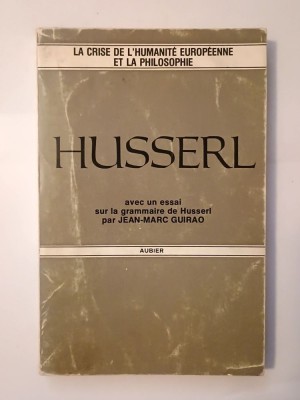 LA CRISE DE L'HUMANITÉ EUROPÉENNE
ET LA PHILOSOPHIE
HUSSERL
avec un essai
sur la grammaire de Husserl
par JEAN-MARC GUIRAO
AUBIER